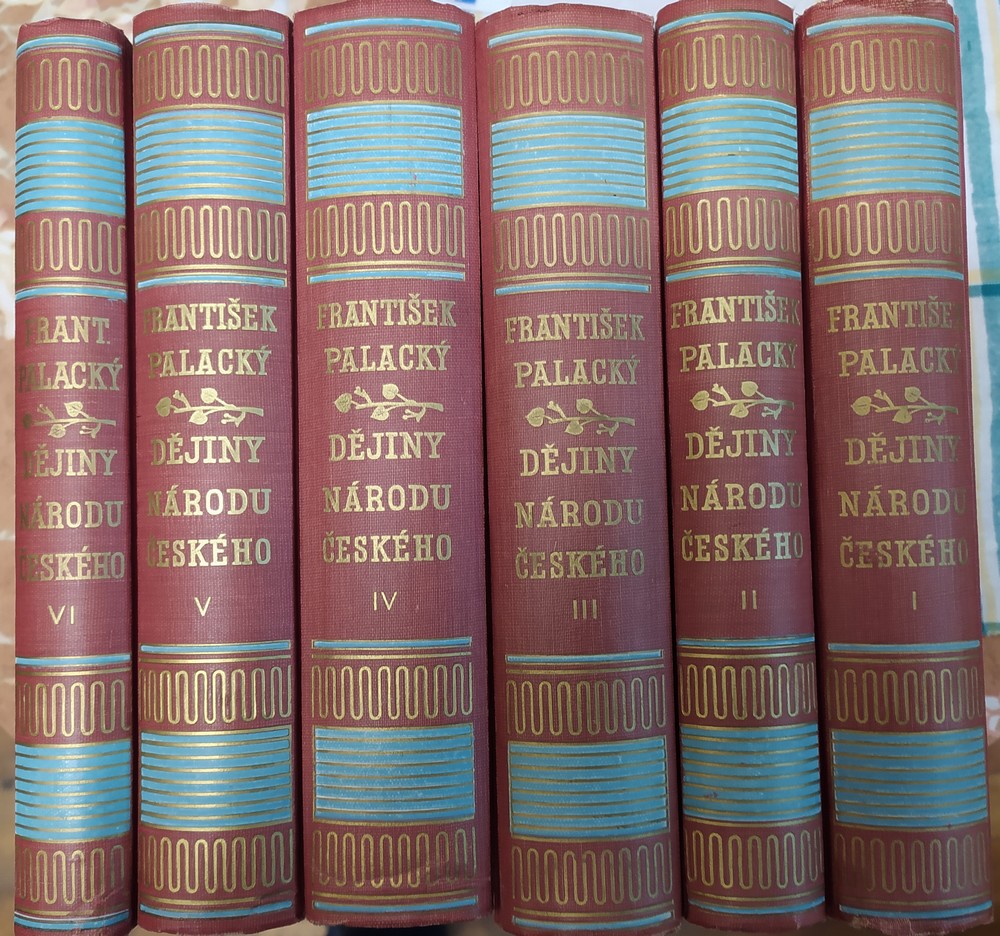 FRANT.
PALACKÝ
DĚJINY
NÁRODU
ČESKÉHO
VI
FRANTIŠEK
PALACKÝ
DĚJINY
NÁRODU
ČESKÉHO
V
FRANTIŠEK
PALACKÝ
DĚJINY
NÁRODU
ČESKÉHO
IV
FRANTIŠEK
PALACKÝ
DĚJINY
NÁRODU
ČESKÉHO
III
FRANTIŠEK
PALACKÝ
DĚJINY
NÁRODU
ČESKÉHO
II
FRANTIŠEK
PALACKÝ
DĚJINY
NÁRODU
ČESKÉHO
I